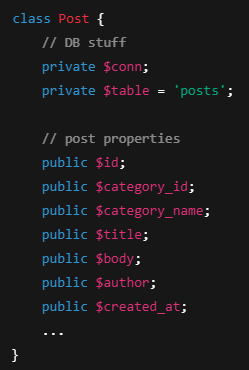 class Post {
    // DB stuff
    private $conn;
    private $table = 'posts';

    // post properties
    public $id;
    public $category_id;
    public $category_name;
    public $title;
    public $body;
    public $author;
    public $created_at;
    ...
}